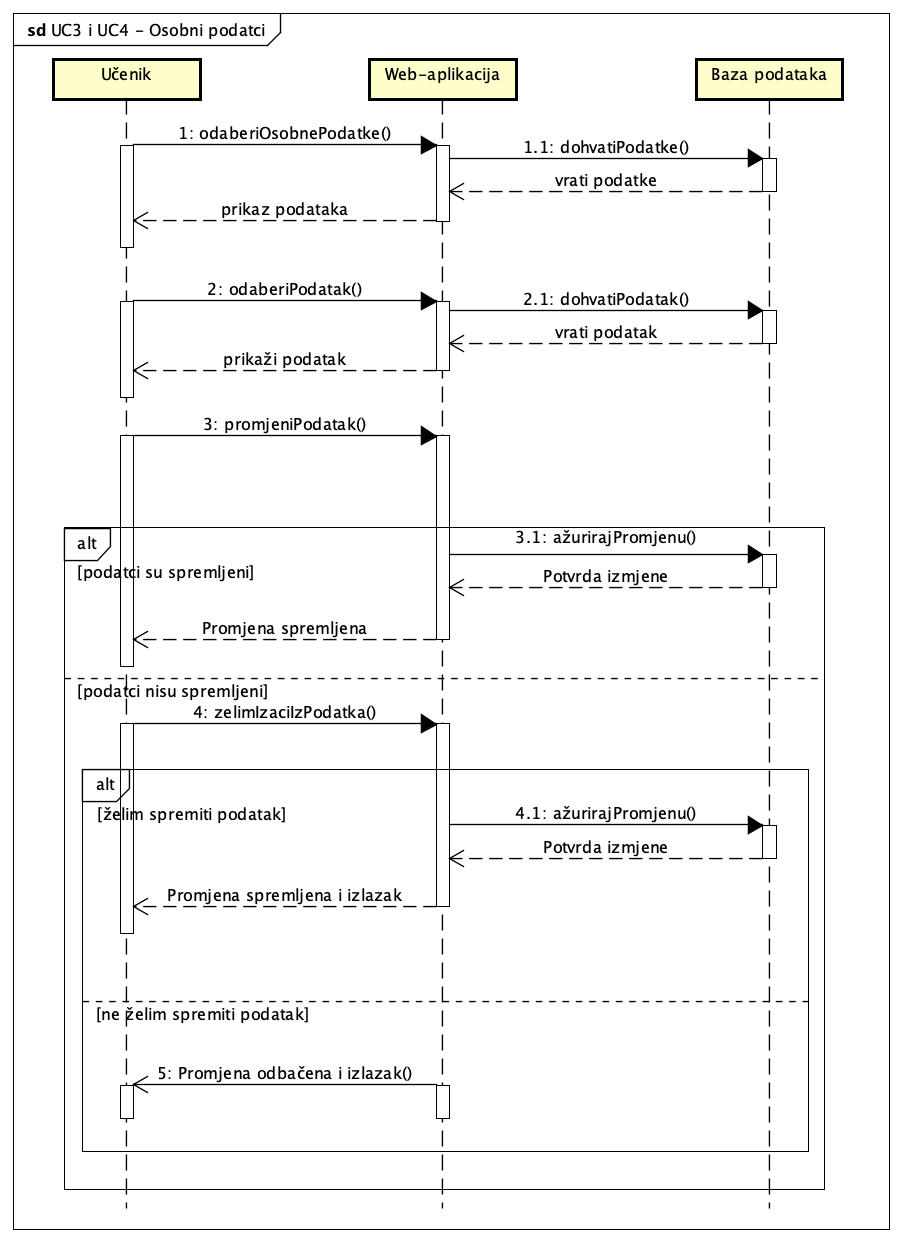 sd UC3 i UC4 - Osobni podatci
Učenik
Web-aplikacija
Baza podataka
1: odaberiOsobnePodatke()
1.1: dohvatiPodatke()
vrati podatke
prikaz podataka
2: odaberiPodatak()
2.1: dohvatiPodatak()
vrati podatak
prikaži podatak
3: promjeniPodatak()
alt
3.1: ažurirajPromjenu()
[podatci su spremljeni]
Potvrda izmjene
Promjena spremljena
[podatci nisu spremljeni]
4: zelimIzaciIzPodatka()
alt
[želim spremiti podatak]
4.1: ažurirajPromjenu()
Potvrda izmjene
Promjena spremljena i izlazak
[ne želim spremiti podatak]
5: Promjena odbačena i izlazak()